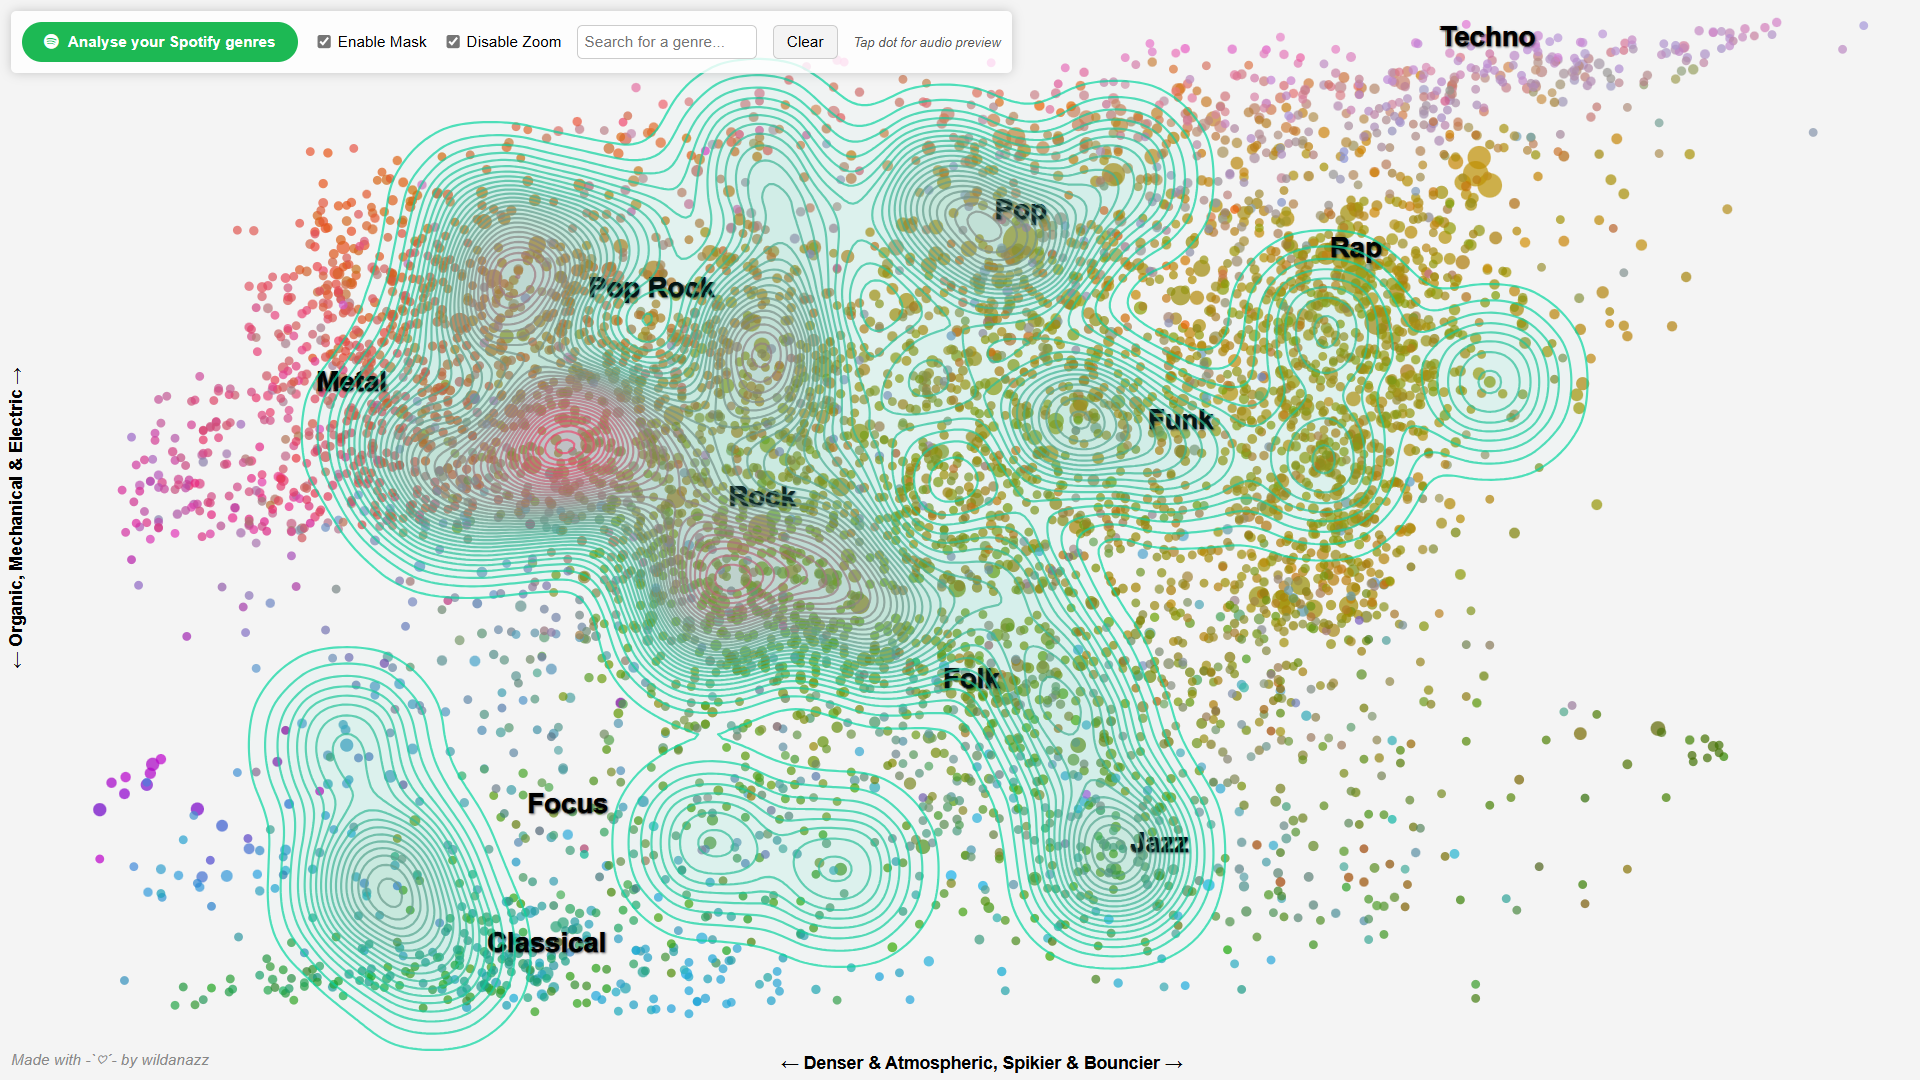 Analyse your Spotify genres
Enable Mask
Disable Zoom
Search for a genre...
Clear
Tap dot for audio preview
Techno
Pop
Rap
Pop Rock
Metal
Funk
Rock
Folk
Focus
Jazz
Classical
← Organic, Mechanical & Electric →
← Denser & Atmospheric, Spikier & Bouncier →
Made with -`♡´- by wildanazz